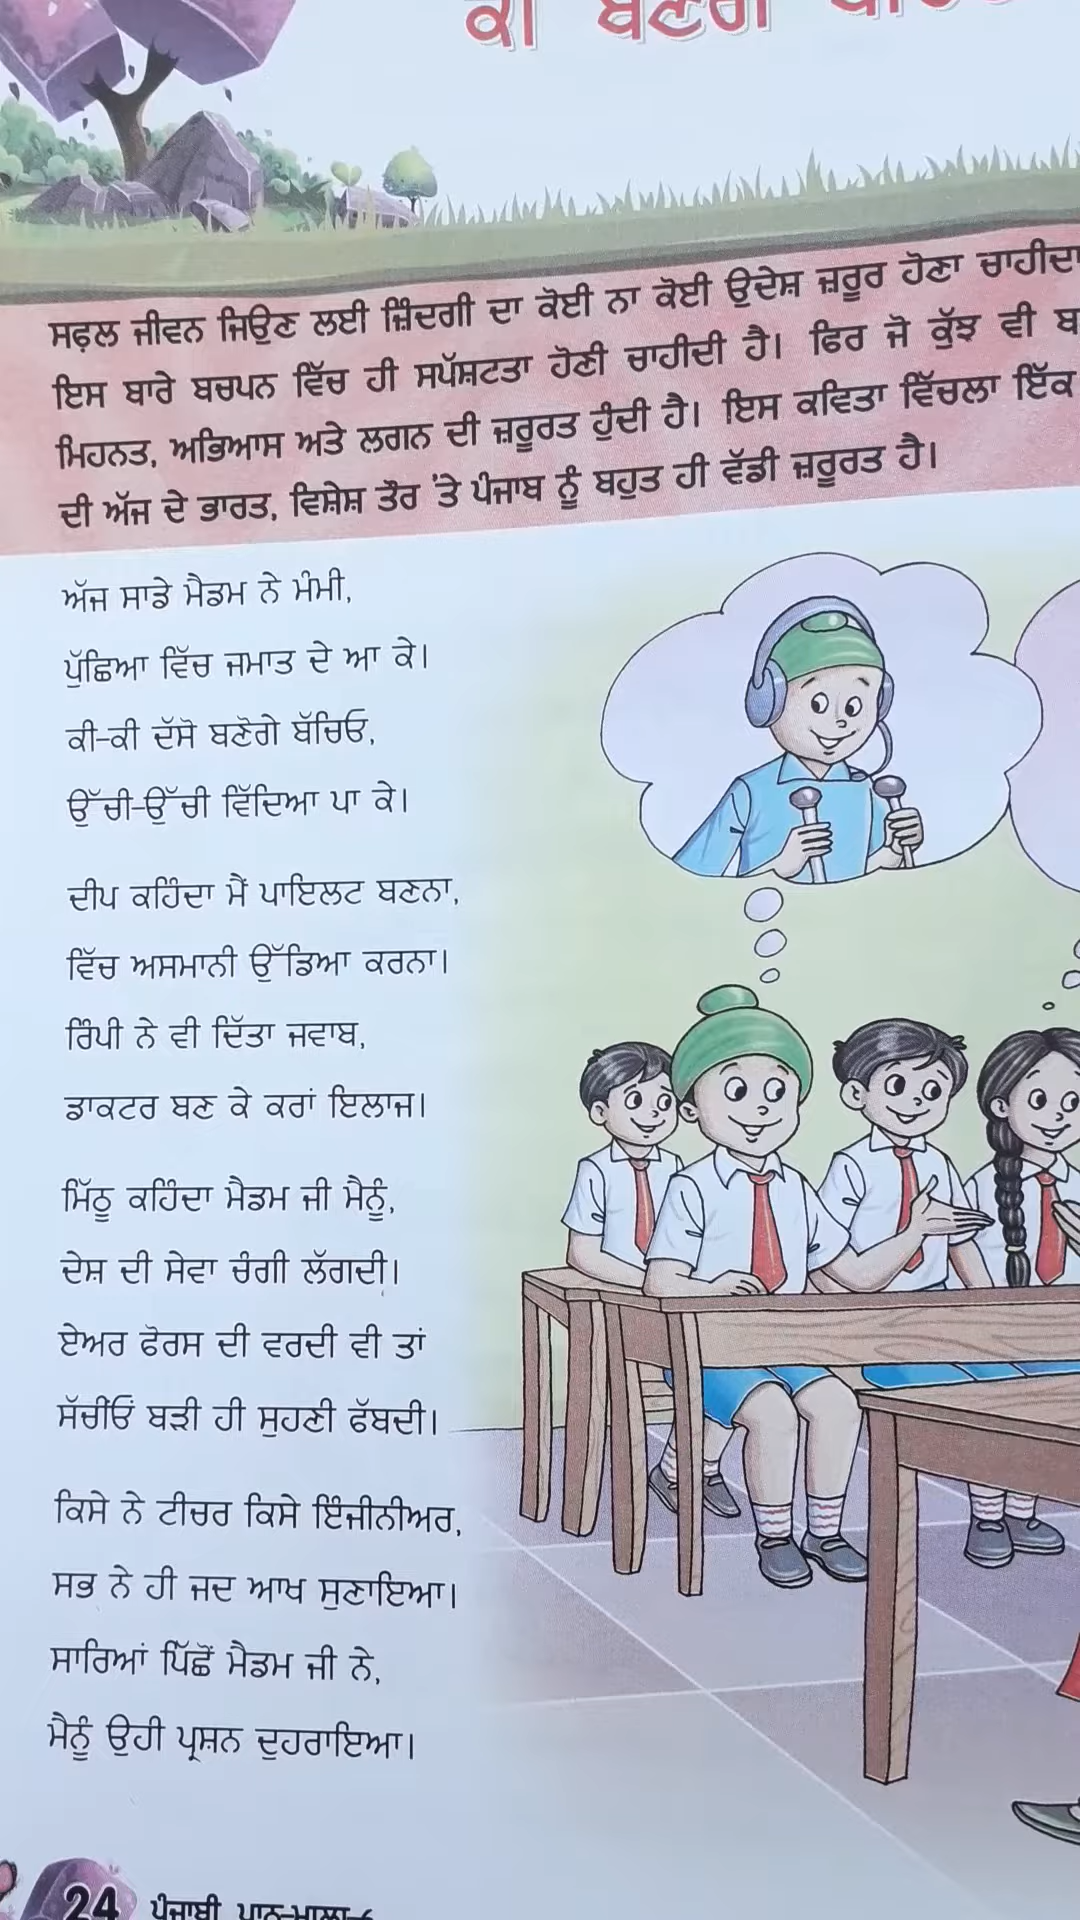 ਕੀ ਬਣੇਗਾ
ਸਫ਼ਲ ਜੀਵਨ ਜਿਉਣ ਲਈ ਜ਼ਿੰਦਗੀ ਦਾ ਕੋਈ ਨਾ ਕੋਈ ਉਦੇਸ਼ ਜ਼ਰੂਰ ਹੋਣਾ ਚਾਹੀਦਾ
ਇਸ ਬਾਰੇ ਬਚਪਨ ਵਿੱਚ ਹੀ ਸਪੱਸ਼ਟਤਾ ਹੋਣੀ ਚਾਹੀਦੀ ਹੈ। ਫਿਰ ਜੋ ਕੁੱਝ ਵੀ
ਮਿਹਨਤ, ਅਭਿਆਸ ਅਤੇ ਲਗਨ ਦੀ ਜ਼ਰੂਰਤ ਹੁੰਦੀ ਹੈ। ਇਸ ਕਵਿਤਾ ਵਿੱਚਲਾ ਇੱਕ
ਦੀ ਅੱਜ ਦੇ ਭਾਰਤ, ਵਿਸ਼ੇਸ਼ ਤੌਰ 'ਤੇ ਪੰਜਾਬ ਨੂੰ ਬਹੁਤ ਹੀ ਵੱਡੀ ਜ਼ਰੂਰਤ ਹੈ।
ਅੱਜ ਸਾਡੇ ਮੈਡਮ ਨੇ ਮੰਮੀ,
ਪੁੱਛਿਆ ਵਿੱਚ ਜਮਾਤ ਦੇ ਆ ਕੇ।
ਕੀ-ਕੀ ਦੱਸੋ ਬਣੋਗੇ ਬੱਚਿਓ,
ਉੱਚੀ-ਉੱਚੀ ਵਿੱਦਿਆ ਪਾ ਕੇ।
ਦੀਪ ਕਹਿੰਦਾ ਮੈਂ ਪਾਇਲਟ ਬਣਨਾ,
ਵਿੱਚ ਅਸਮਾਨੀ ਉੱਡਿਆ ਕਰਨਾ।
ਰਿੰਪੀ ਨੇ ਵੀ ਦਿੱਤਾ ਜਵਾਬ,
ਡਾਕਟਰ ਬਣ ਕੇ ਕਰਾਂ ਇਲਾਜ।
ਮਿੱਠੂ ਕਹਿੰਦਾ ਮੈਡਮ ਜੀ ਮੈਨੂੰ,
ਦੇਸ਼ ਦੀ ਸੇਵਾ ਚੰਗੀ ਲੱਗਦੀ।
ਏਅਰ ਫੋਰਸ ਦੀ ਵਰਦੀ ਵੀ ਤਾਂ
ਸੱਚੀਂਓਂ ਬੜੀ ਹੀ ਸੁਹਣੀ ਫੱਬਦੀ।
ਕਿਸੇ ਨੇ ਟੀਚਰ ਕਿਸੇ ਇੰਜੀਨੀਅਰ,
ਸਭ ਨੇ ਹੀ ਜਦ ਆਖ ਸੁਣਾਇਆ।
ਸਾਰਿਆਂ ਪਿੱਛੋਂ ਮੈਡਮ ਜੀ ਨੇ,
ਮੈਨੂੰ ਉਹੀ ਪ੍ਰਸ਼ਨ ਦੁਹਰਾਇਆ।
24 ਪੰਜਾਬੀ ਪਾਠ-ਮਾਲਾ-6